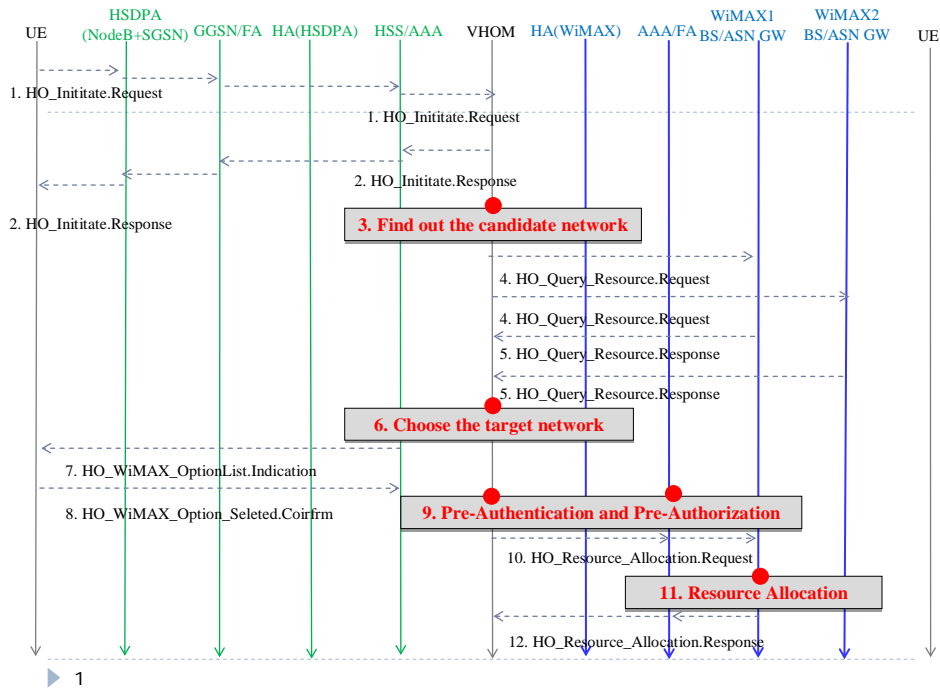 UE
HSDPA
(NodeB+SGSN)
GGSN/FA
HA(HSDPA)
HSS/AAA
VHOM
HA(WiMAX)
AAA/FA
WiMAX1
BS/ASN GW
WiMAX2
BS/ASN GW
UE
1. HO_Inititate.Request
1. HO_Inititate.Request
2. HO_Inititate.Response
2. HO_Inititate.Response
3. Find out the candidate network
4. HO_Query_Resource.Request
4. HO_Query_Resource.Request
5. HO_Query_Resource.Response
5. HO_Query_Resource.Response
6. Choose the target network
7. HO_WiMAX_OptionList.Indication
8. HO_WiMAX_Option_Seleted.Coirfrm
9. Pre-Authentication and Pre-Authorization
10. HO_Resource_Allocation.Request
11. Resource Allocation
12. HO_Resource_Allocation.Response
1